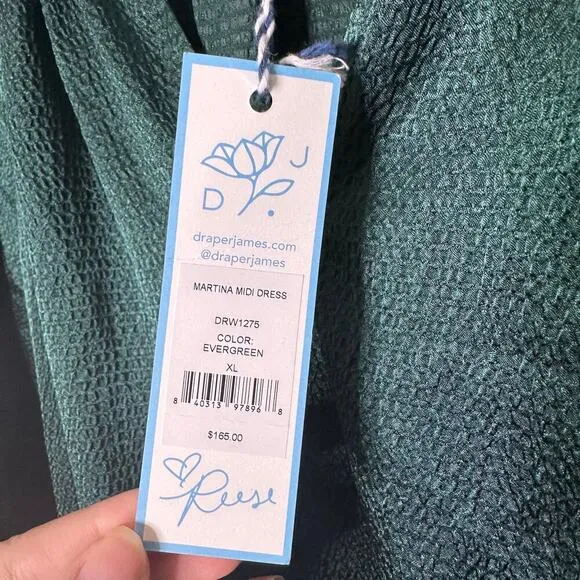 D J
draperjames.com
@draperjames
MARTINA MIDI DRESS
DRW1275
COLOR:
EVERGREEN
XL
8 40313 97896 8
$165.00
Reese